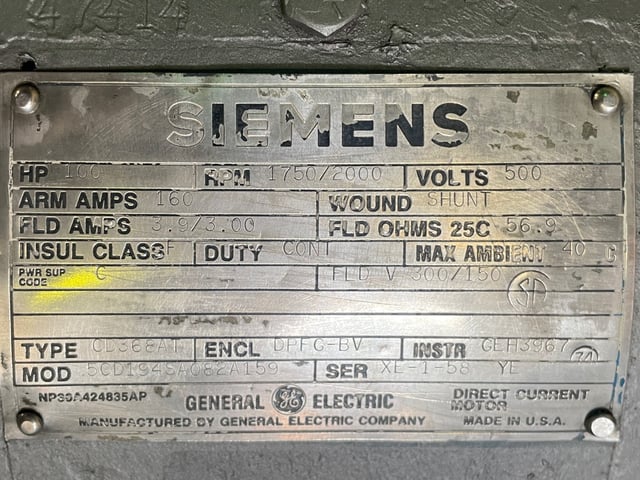 47414
SIEMENS
HP 100 RPM 1750/2000 VOLTS 500
ARM AMPS 160 WOUND SHUNT
FLD AMPS 3.9/3.00 FLD OHMS 25C 56.9
INSUL CLASS F DUTY CONT MAX AMBIENT 40 C
PWR SUP CODE C FLD V 300/150
TYPE CD368AT ENCL DPFG-BV INSTR GEH3967
MOD 5CD194SA082A159 SER XE-1-58 YE
NP36A424835AP GENERAL GE ELECTRIC DIRECT CURRENT MOTOR
MANUFACTURED BY GENERAL ELECTRIC COMPANY MADE IN U.S.A.